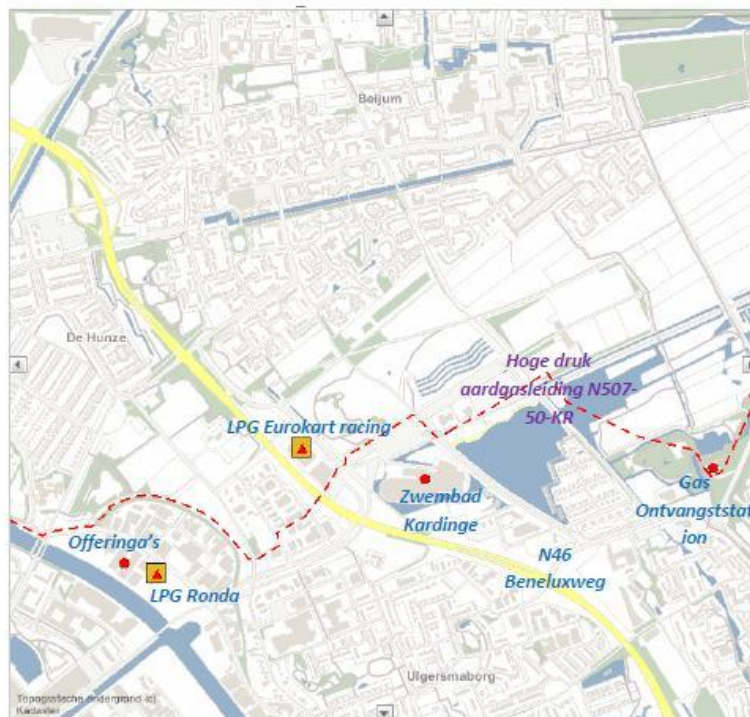 Beijum
De Hunze
Hoge druk
aardgasleiding N507-
50-KR
LPG Eurokart racing
Zwembad
Kardinge
Gas
Ontvangststat
ion
Offeringa's
LPG Ronda
N46
Beneluxweg
Ulgersmaborg
Topografische ondergrond (c)
Kadaster